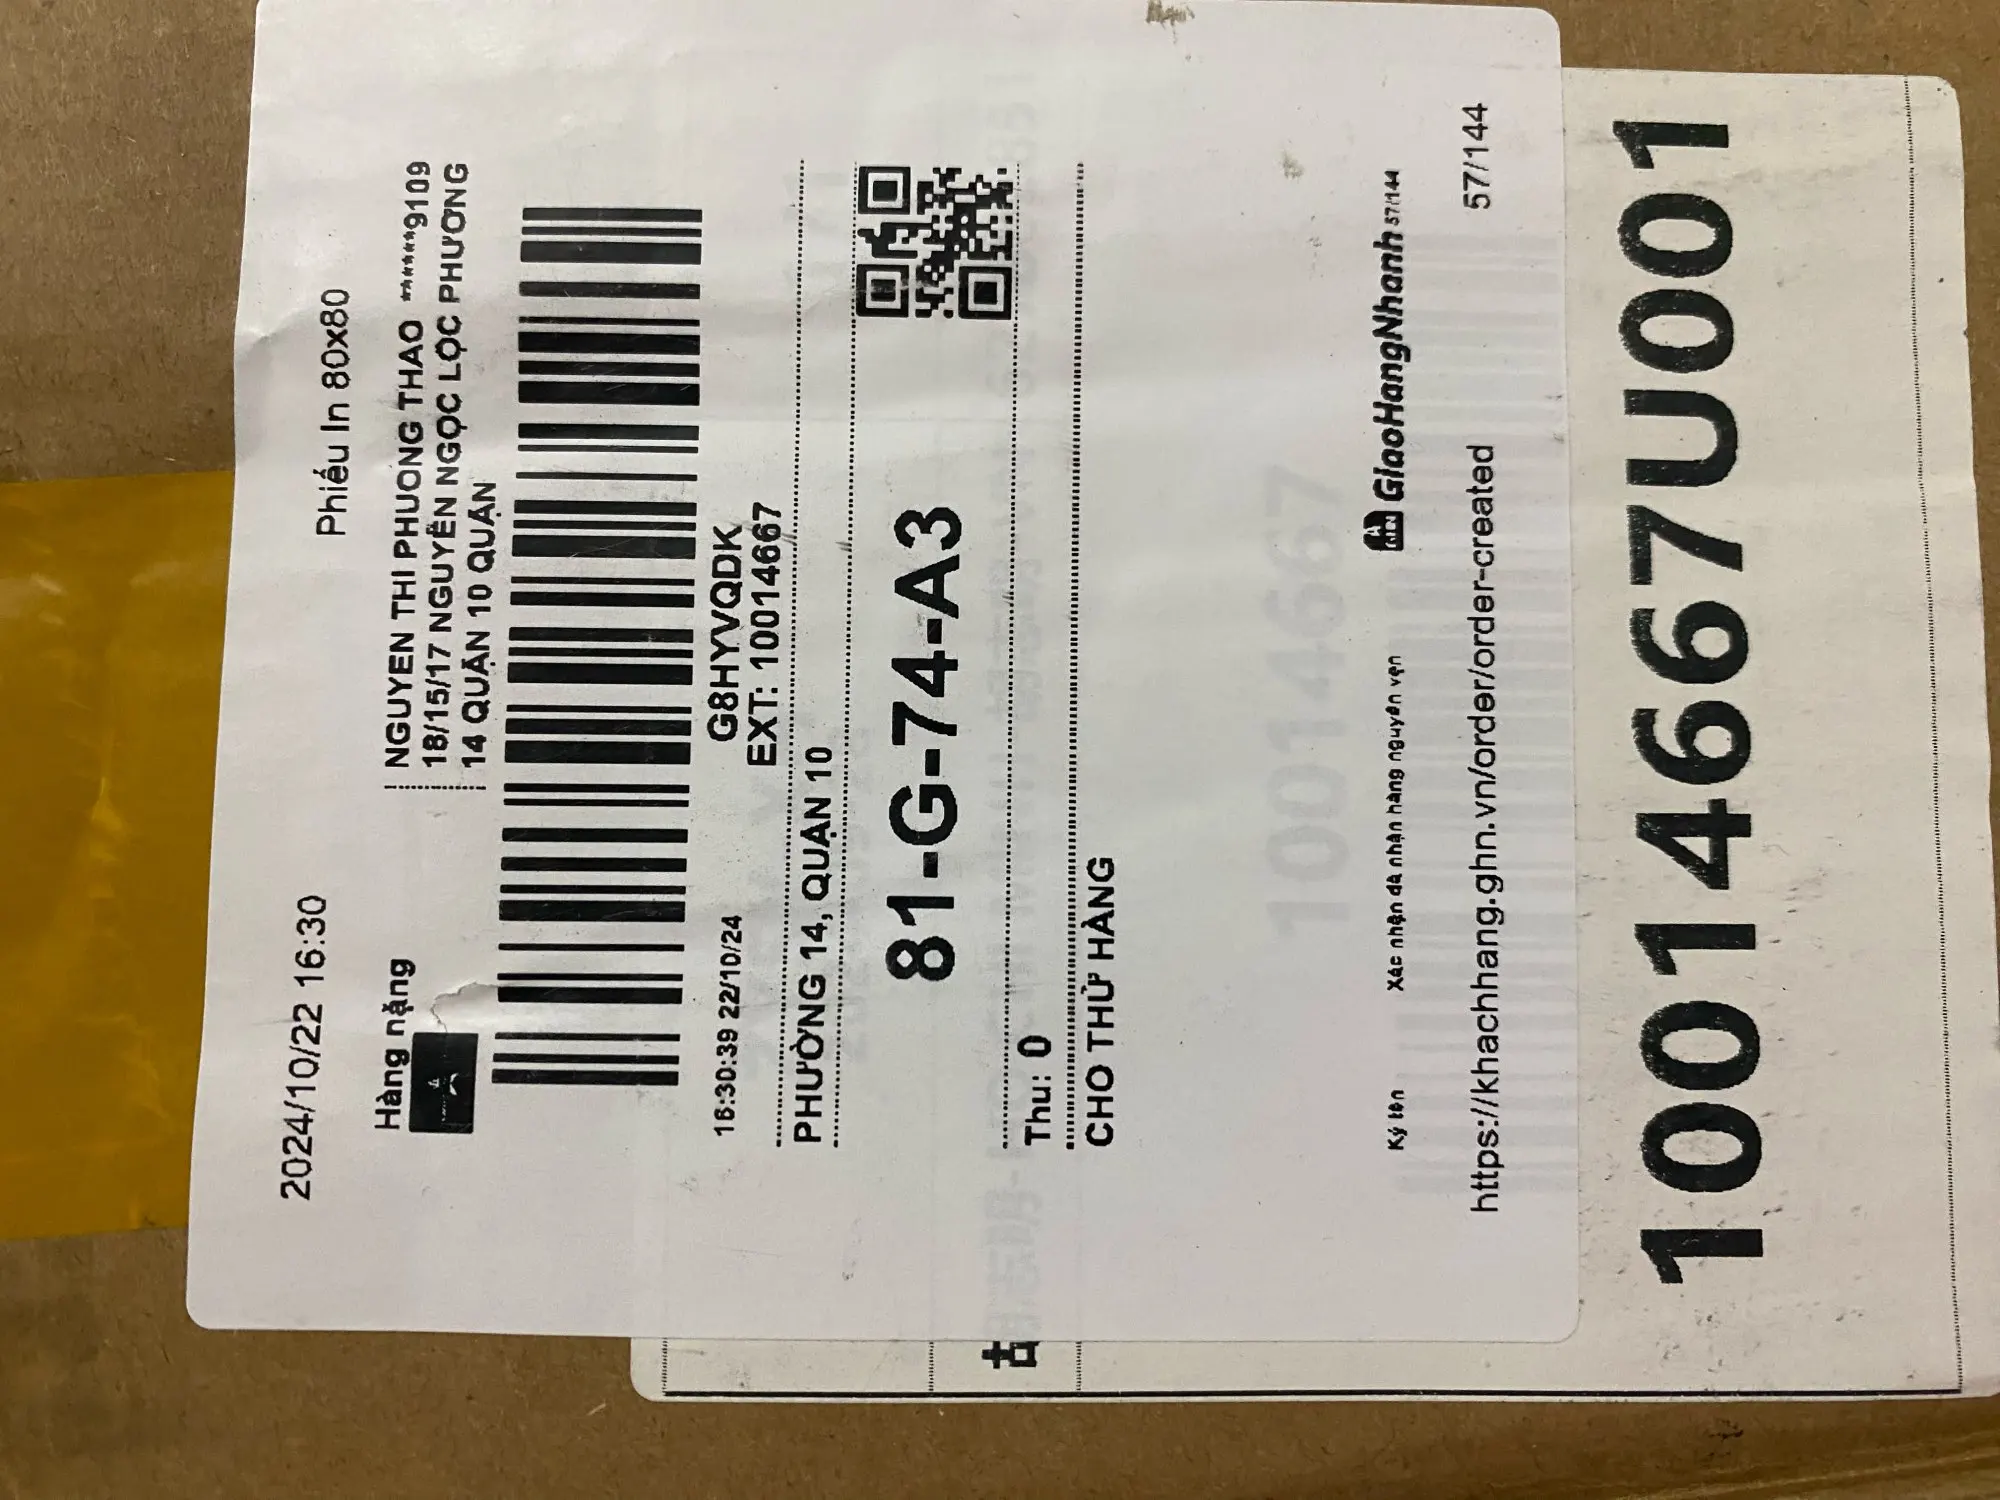 2024/10/22 16:30
Phiếu In 80x80
Hàng nặng
NGUYEN THI PHUONG THAO ******9109
18/15/17 NGUYỄN NGỌC LỘC PHƯỜNG
14 QUẬN 10 QUẬN
G8HYVQDK
16:30:39 22/10/24
EXT: 10014667
PHƯỜNG 14, QUẬN 10
81-G-74-A3
Thu: 0
CHO THỬ HÀNG
10014667
Ký tên
Xác nhận đã nhận hàng nguyên vẹn
GHN
GiaoHangNhanh 57/144
https://khachhang.ghn.vn/order/order-created
57/144
10014667U001